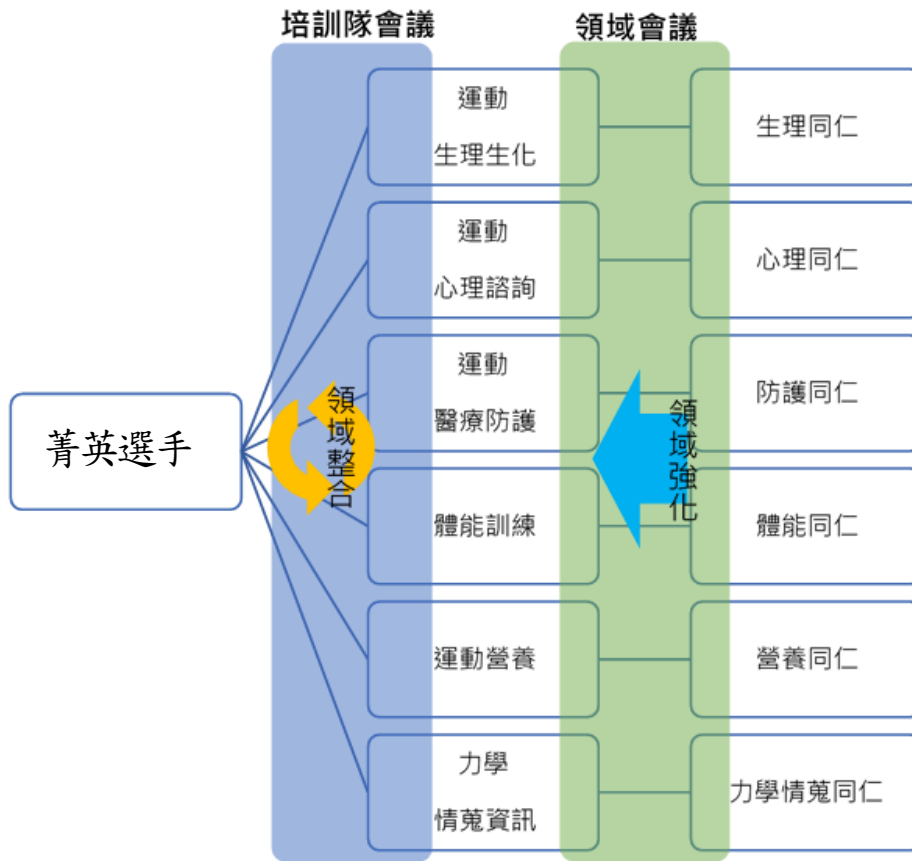 培訓隊會議
領域會議
運動
生理生化
生理同仁
運動
心理諮詢
心理同仁
菁英選手
領域整合
運動
醫療防護
領域強化
防護同仁
體能訓練
體能同仁
運動營養
營養同仁
力學
情蒐資訊
力學情蒐同仁